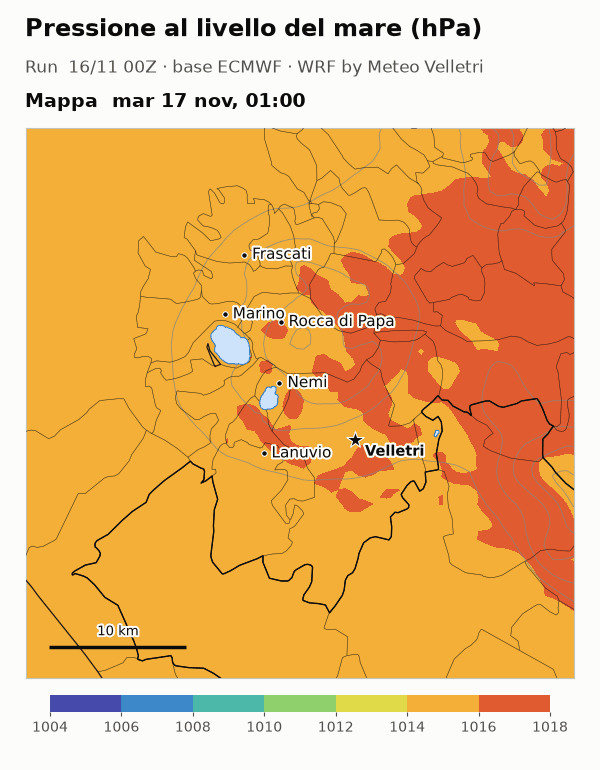 Pressione al livello del mare (hPa)
Run  16/11 00Z · base ECMWF · WRF by Meteo Velletri
Mappa  mar 17 nov, 01:00
Frascati
Marino
Rocca di Papa
Nemi
Velletri
Lanuvio
10 km
1004 1006 1008 1010 1012 1014 1016 1018